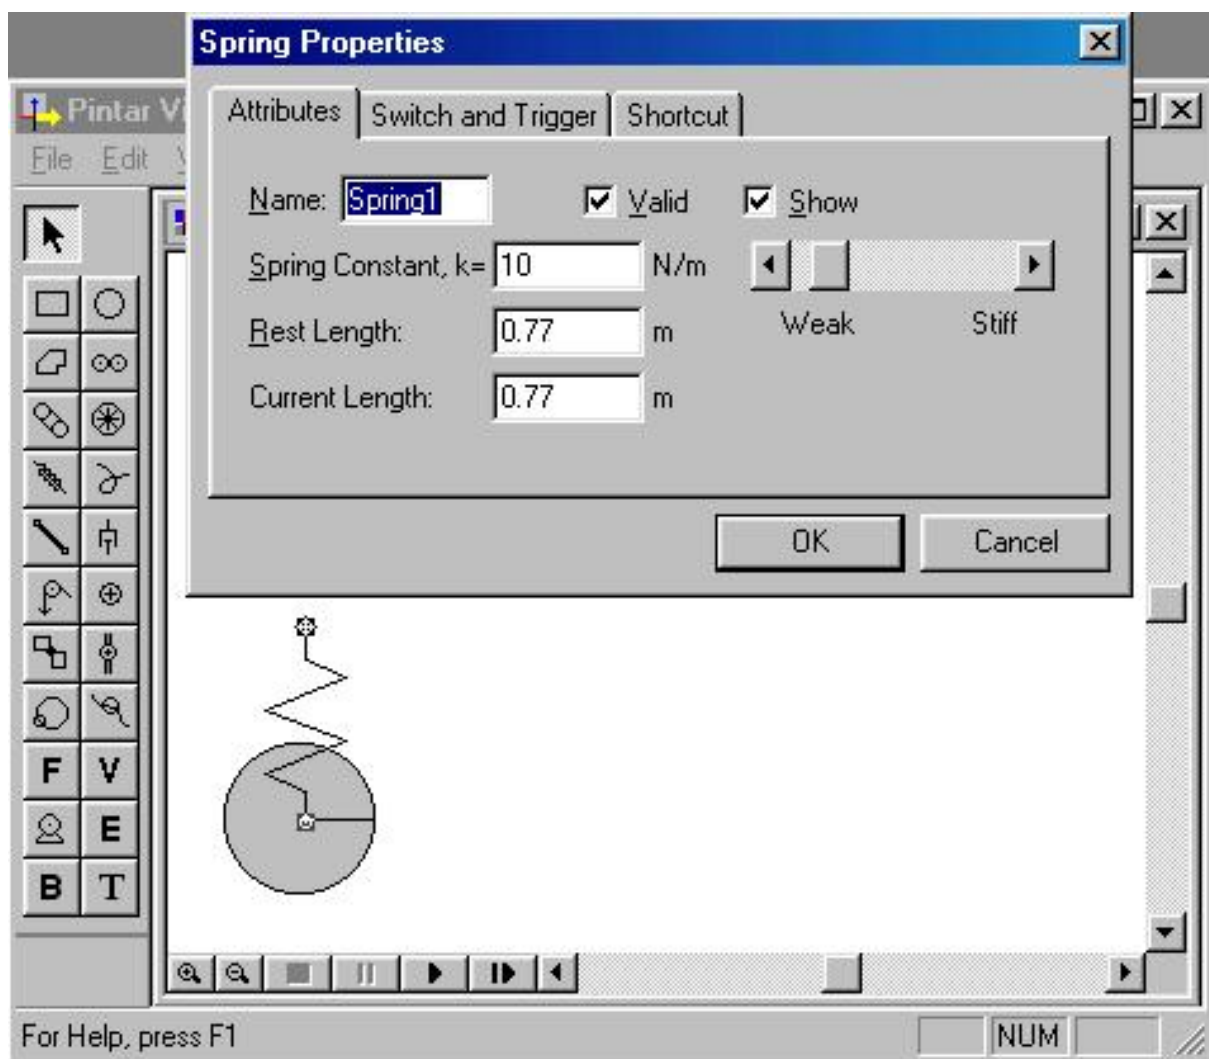 Spring Properties
Pintar Vi
File Edit
Attributes Switch and Trigger Shortcut
Name: Spring1 Valid Show
Spring Constant, k= 10 N/m
Weak Stiff
Rest Length: 0.77 m
Current Length: 0.77 m
OK Cancel
F V
E
B T
For Help, press F1 NUM